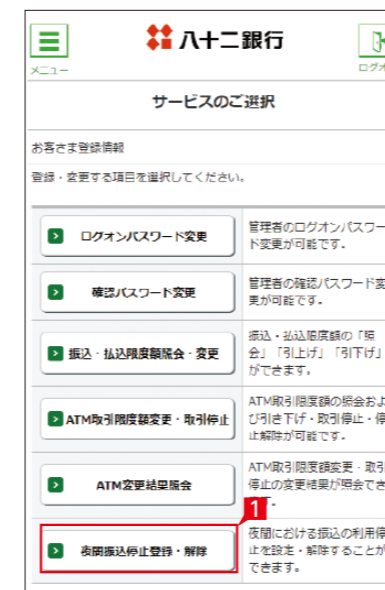 八十二銀行
メニュー
ログオ
サービスのご選択
お客さま登録情報
登録・変更する項目を選択してください。
ログオンパスワード変更
管理者のログオンパスワー
ド変更が可能です。
確認パスワード変更
管理者の確認パスワード変
更が可能です。
振込・払込限度額照会・変更
振込・払込限度額の「照
会」「引上げ」「引下げ」
ができます。
ATM取引限度額変更・取引停止
ATM取引限度額の照会およ
び引き下げ・取引停止・停
止解除が可能です。
ATM変更結果照会
ATM取引限度額変更・取引
停止の変更結果が照会でき
です。
1
夜間振込停止登録・解除
夜間における振込の利用停
止を設定・解除することが
できます。